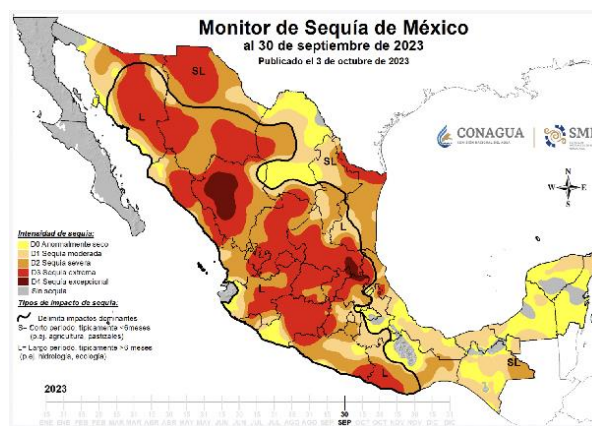 Monitor de Sequía de México
al 30 de septiembre de 2023
Publicado el 3 de octubre de 2023
SL
L
CONAGUA
SL
N
W E
S
L
L
L
SL
Intensidad de sequía:
D0 Anormalmente seco
D1 Sequía moderada
D2 Sequía severa
D3 Sequía extrema
D4 Sequía excepcional
Sin sequía
Tipos de impacto de sequía:
Delimita impactos dominantes
S= Corto periodo, típicamente <6 meses
(p.ej. agricultura, pastizales)
L= Largo periodo, típicamente >6 meses
(p.ej. hidrología, ecología)
2023
30
SEP